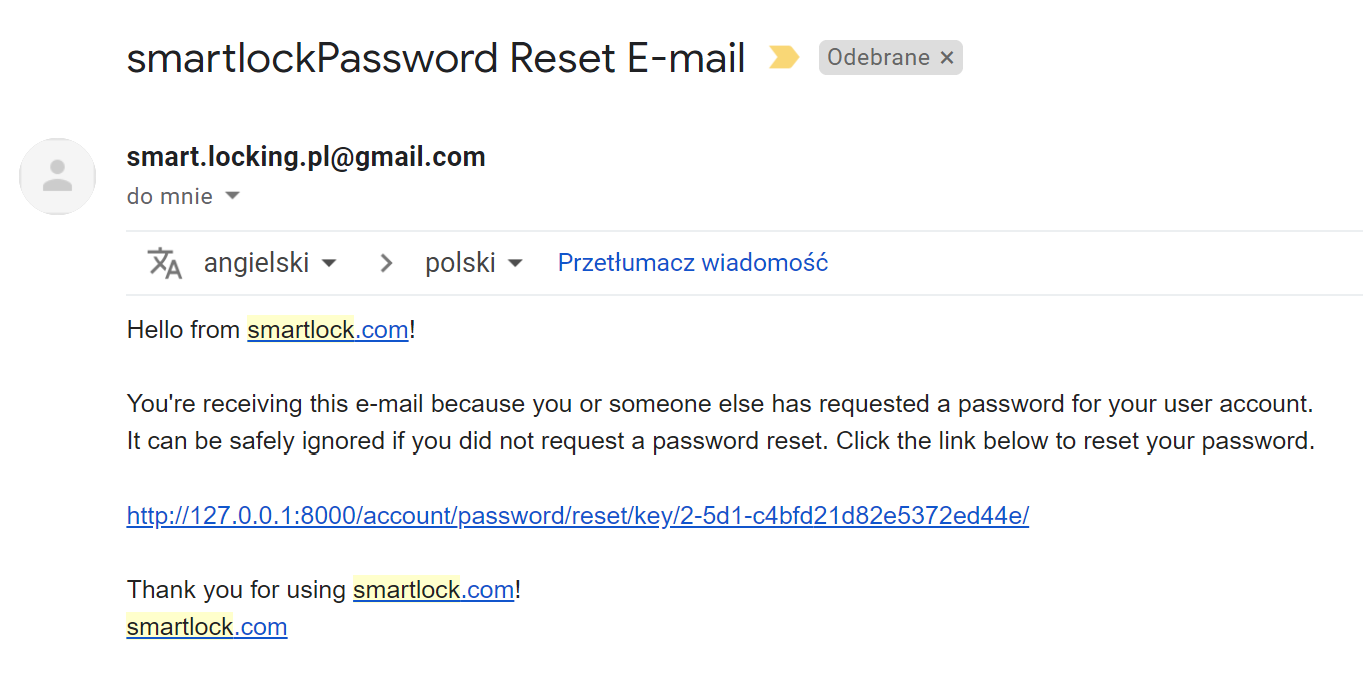 smartlockPassword Reset E-mail Odebrane ×
smart.locking.pl@gmail.com
do mnie
angielski > polski Przetłumacz wiadomość
Hello from smartlock.com!
You're receiving this e-mail because you or someone else has requested a password for your user account.
It can be safely ignored if you did not request a password reset. Click the link below to reset your password.
http://127.0.0.1:8000/account/password/reset/key/2-5d1-c4bfd21d82e5372ed44e/
Thank you for using smartlock.com!
smartlock.com